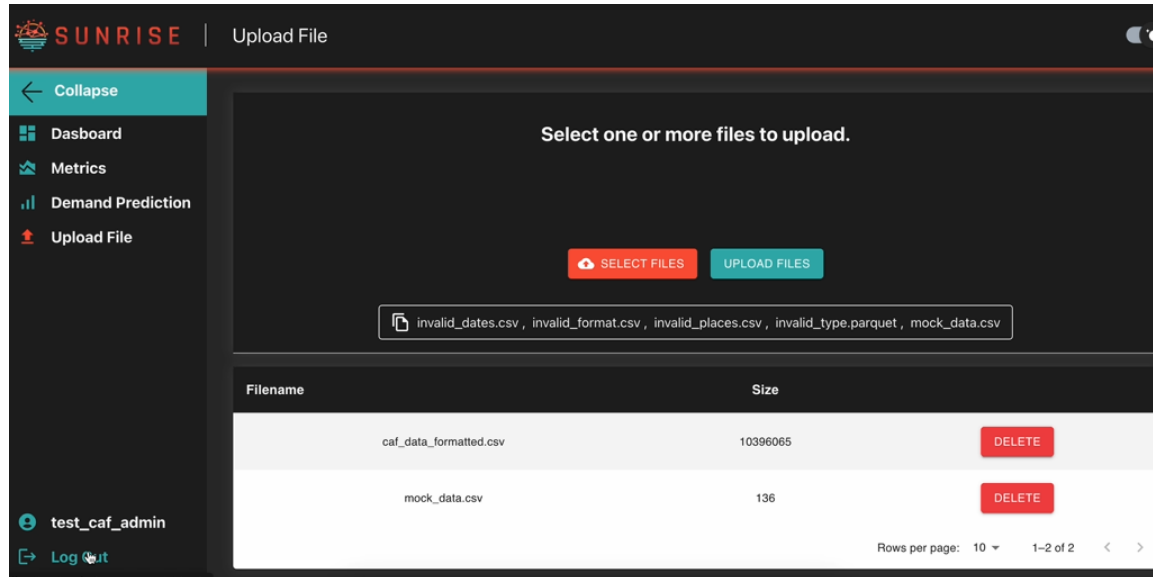 SUNRISE | Upload File
Collapse
Dasboard
Metrics
Demand Prediction
Upload File
test_caf_admin
Log Out
Select one or more files to upload.
SELECT FILES UPLOAD FILES
invalid_dates.csv , invalid_format.csv , invalid_places.csv , invalid_type.parquet , mock_data.csv
Filename Size
caf_data_formatted.csv 10396065 DELETE
mock_data.csv 136 DELETE
Rows per page: 10 1–2 of 2